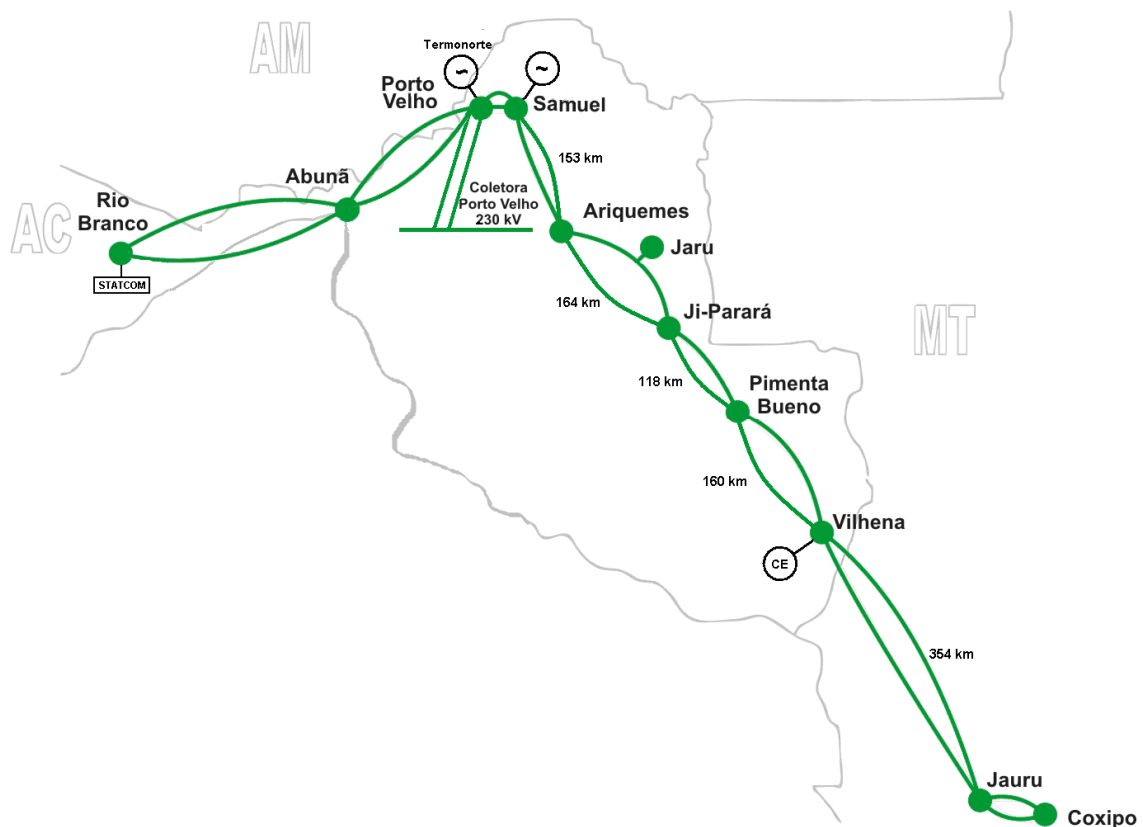 AM
Termonorte
~
~
Porto
Velho
Samuel
153 km
Abunã
Coletora
Porto Velho
230 kV
Rio
Branco
AC
STATCOM
Ariquemes
Jaru
164 km
Ji-Parará
MT
118 km
Pimenta
Bueno
160 km
Vilhena
CE
354 km
Jauru
Coxipo